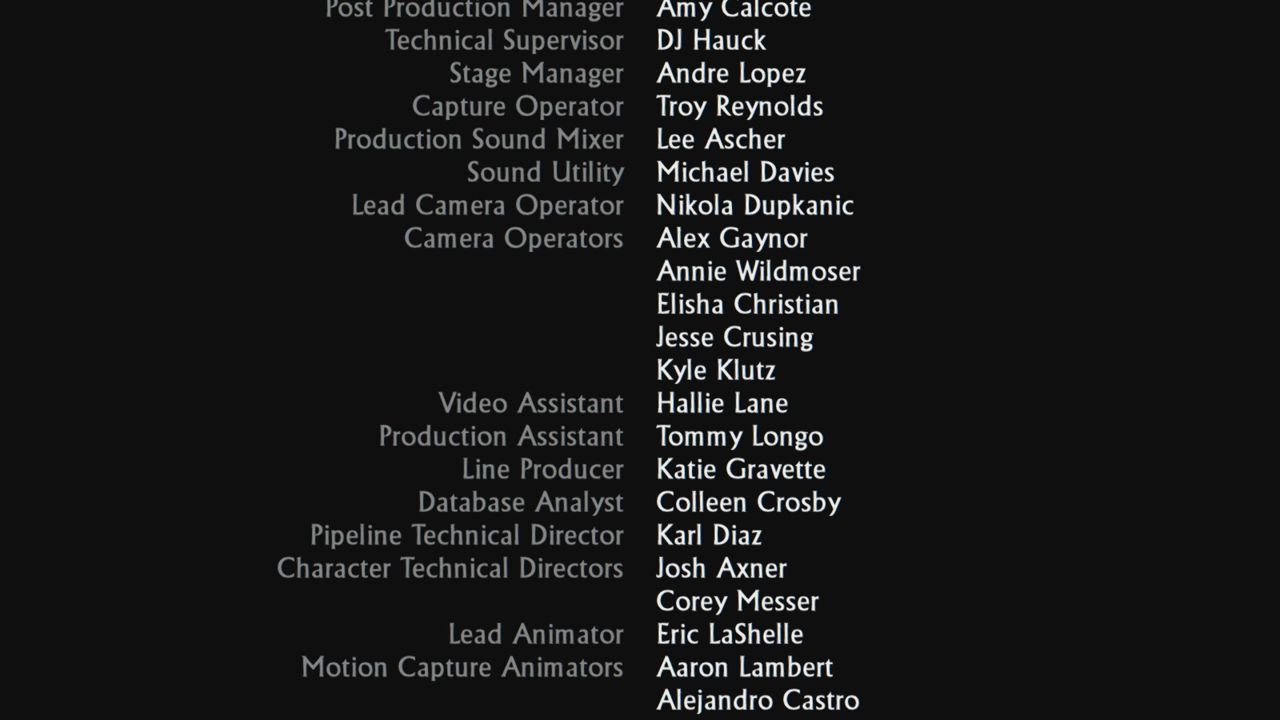 Post Production Manager Amy Calcote
Technical Supervisor DJ Hauck
Stage Manager Andre Lopez
Capture Operator Troy Reynolds
Production Sound Mixer Lee Ascher
Sound Utility Michael Davies
Lead Camera Operator Nikola Dupkanic
Camera Operators Alex Gaynor
Annie Wildmoser
Elisha Christian
Jesse Crusing
Kyle Klutz
Video Assistant Hallie Lane
Production Assistant Tommy Longo
Line Producer Katie Gravette
Database Analyst Colleen Crosby
Pipeline Technical Director Karl Diaz
Character Technical Directors Josh Axner
Corey Messer
Lead Animator Eric LaShelle
Motion Capture Animators Aaron Lambert
Alejandro Castro